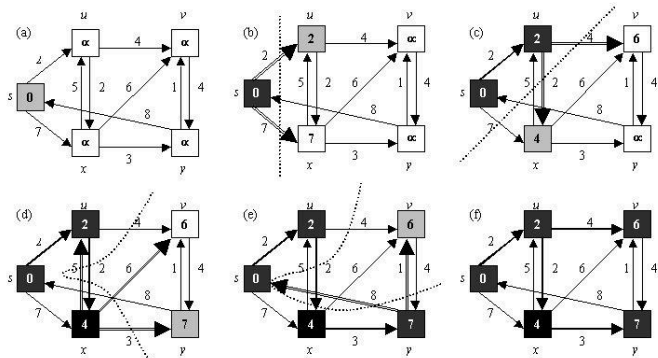 u v
(a) α 4 α
2
s 0 5 2 6 1 4
8
7 α 3 α
x y
u v
(b) 2 4 α
2
s 0 5 2 6 1 4
8
7 7 3 α
x y
u v
(c) 2 4 6
2
s 0 5 2 6 1 4
8
7 4 3 α
x y
u v
(d) 2 4 6
2
s 0 5 2 6 1 4
8
7 4 3 7
x y
u v
(e) 2 4 6
2
s 0 5 2 6 1 4
8
7 4 3 7
x y
u v
(f) 2 4 6
2
s 0 5 2 6 1 4
8
7 4 3 7
x y